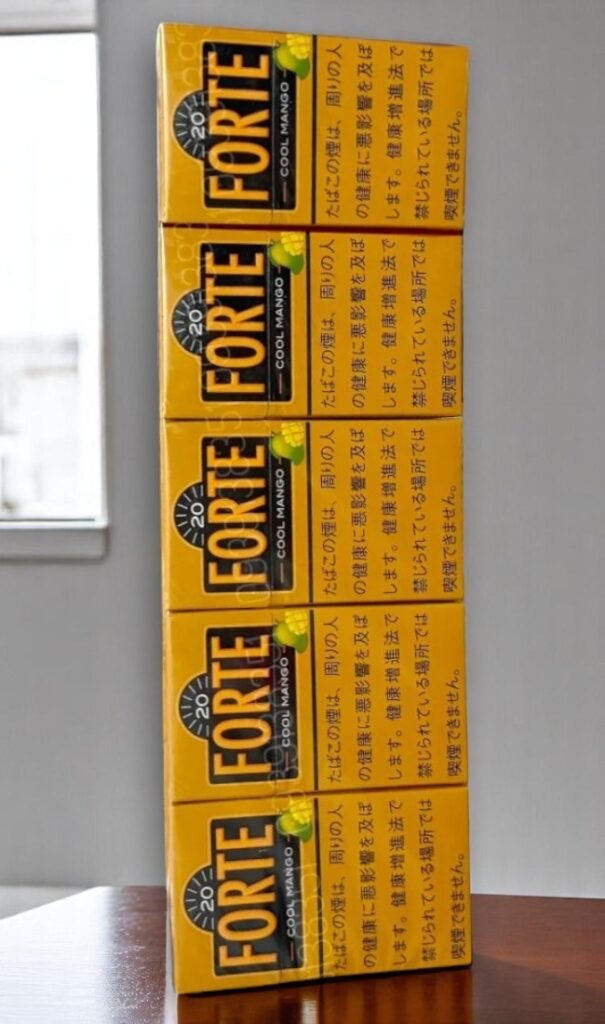 20
FORTE
COOL MANGO
たばこの煙は、周りの人
の健康に悪影響を及ぼ
します。健康増進法で
禁じられている場所では
喫煙できません。
20
FORTE
COOL MANGO
たばこの煙は、周りの人
の健康に悪影響を及ぼ
します。健康増進法で
禁じられている場所では
喫煙できません。
20
FORTE
COOL MANGO
たばこの煙は、周りの人
の健康に悪影響を及ぼ
します。健康増進法で
禁じられている場所では
喫煙できません。
20
FORTE
COOL MANGO
たばこの煙は、周りの人
の健康に悪影響を及ぼ
します。健康増進法で
禁じられている場所では
喫煙できません。
20
FORTE
COOL MANGO
たばこの煙は、周りの人
の健康に悪影響を及ぼ
します。健康増進法で
禁じられている場所では
喫煙できません。